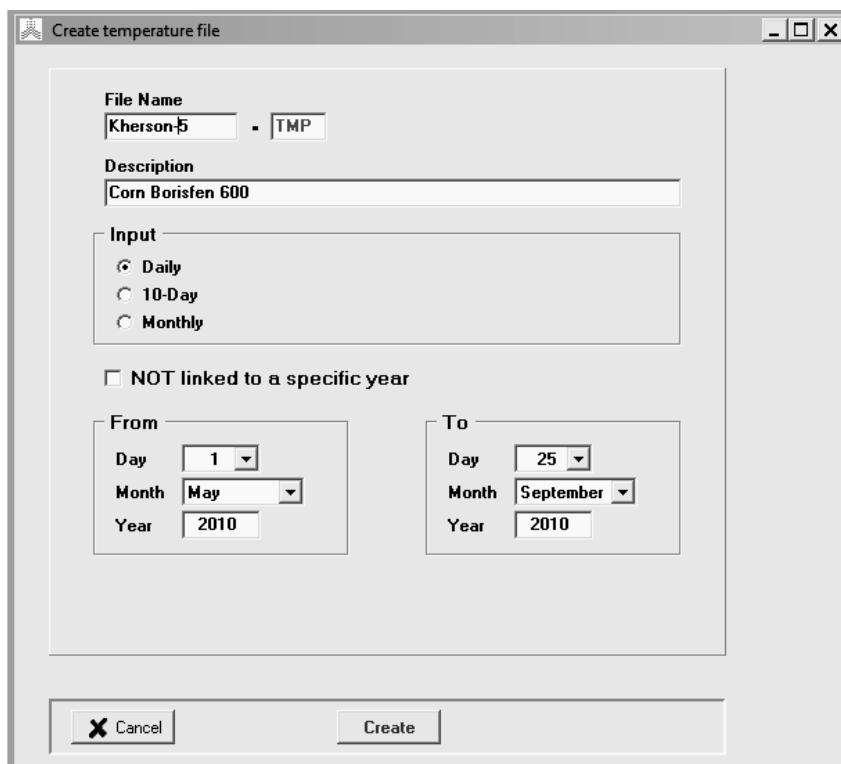 Create temperature file
File Name
Kherson-5 . TMP
Description
Corn Borisfen 600
Input
Daily
10-Day
Monthly
NOT linked to a specific year
From To
Day 1 Day 25
Month May Month September
Year 2010 Year 2010
Cancel Create